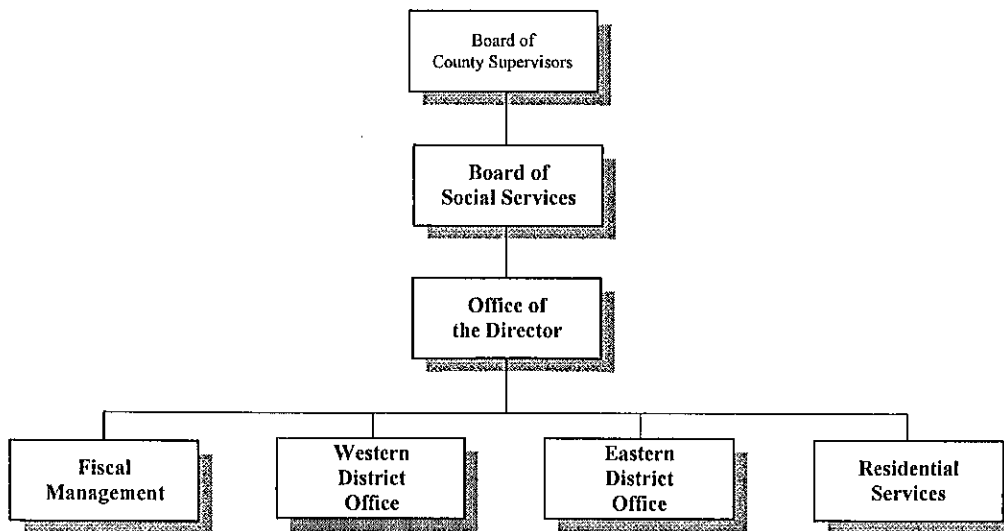 Board of
County Supervisors
Board of
Social Services
Office of
the Director
Fiscal
Management
Western
District
Office
Eastern
District
Office
Residential
Services